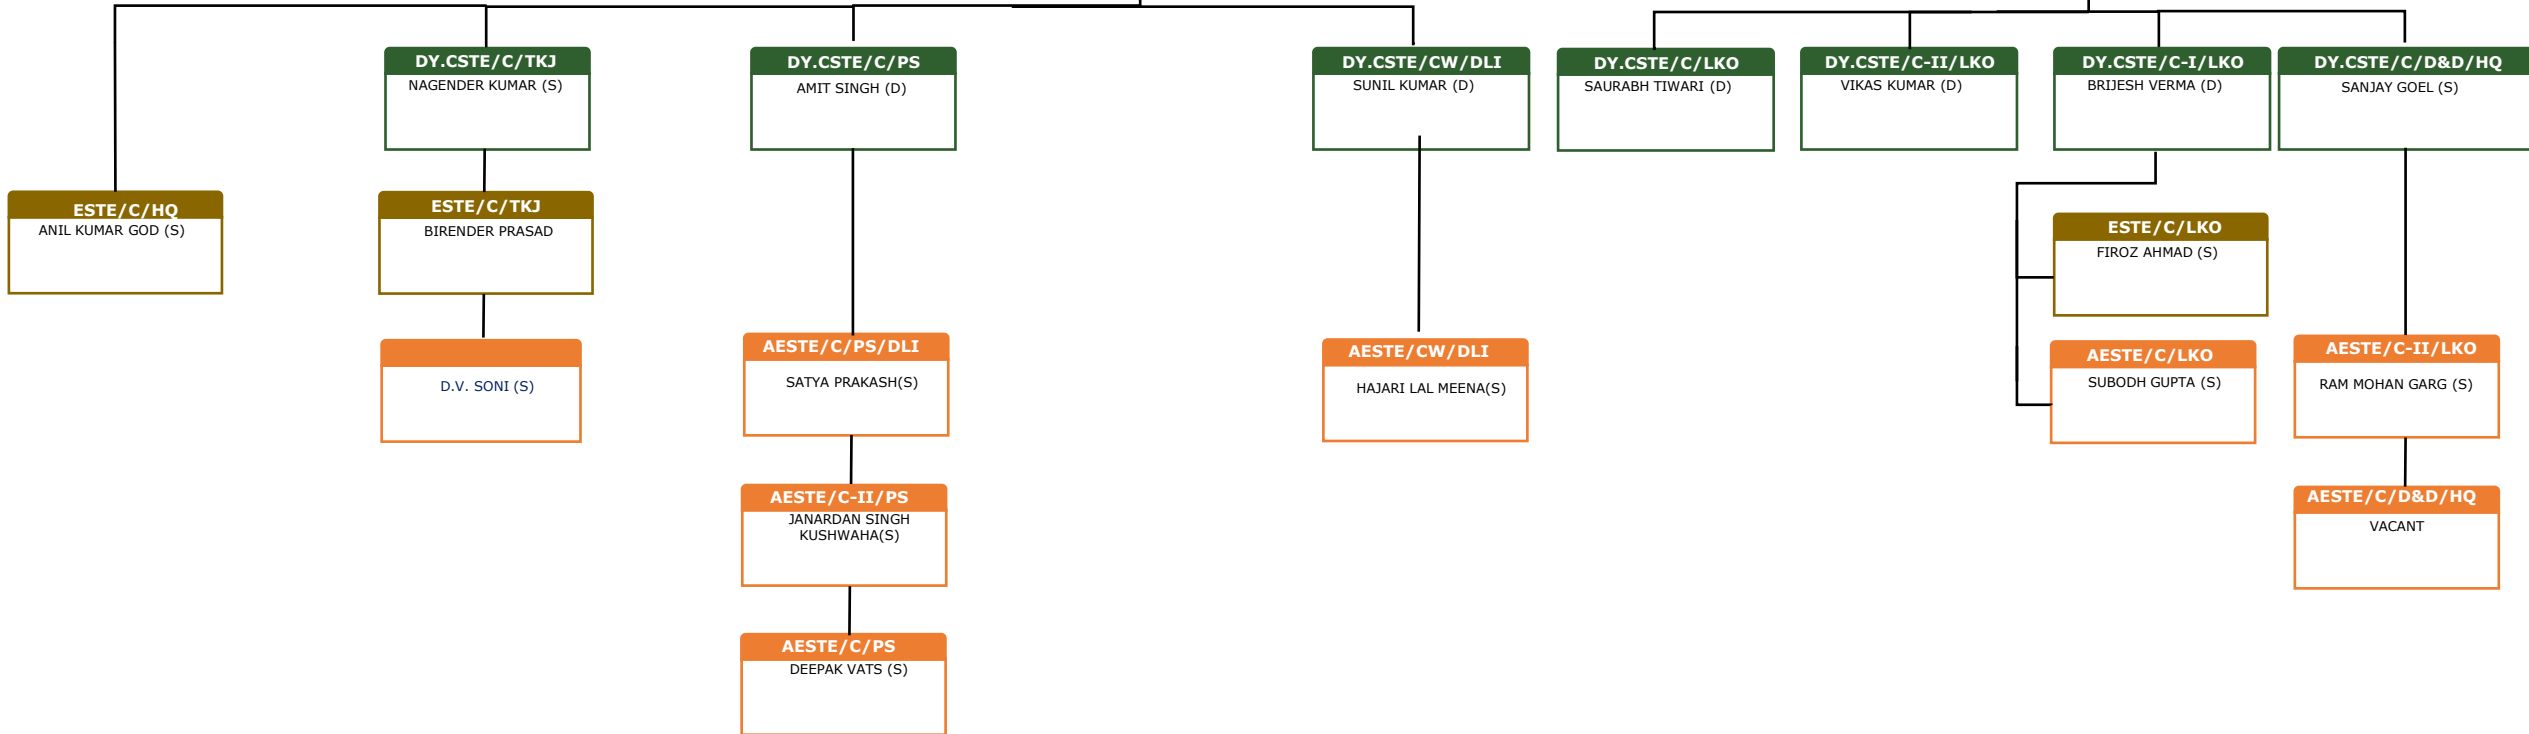 DY.CSTE/C/TKJ
NAGENDER KUMAR (S)
DY.CSTE/C/PS
AMIT SINGH (D)
DY.CSTE/CW/DLI
SUNIL KUMAR (D)
DY.CSTE/C/LKO
SAURABH TIWARI (D)
DY.CSTE/C-II/LKO
VIKAS KUMAR (D)
DY.CSTE/C-I/LKO
BRIJESH VERMA (D)
DY.CSTE/C/D&D/HQ
SANJAY GOEL (S)
ESTE/C/HQ
ANIL KUMAR GOD (S)
ESTE/C/TKJ
BIRENDER PRASAD
ESTE/C/LKO
FIROZ AHMAD (S)
D.V. SONI (S)
AESTE/C/PS/DLI
SATYA PRAKASH(S)
AESTE/CW/DLI
HAJARI LAL MEENA(S)
AESTE/C/LKO
SUBODH GUPTA (S)
AESTE/C-II/LKO
RAM MOHAN GARG (S)
AESTE/C-II/PS
JANARDAN SINGH
KUSHWAHA(S)
AESTE/C/D&D/HQ
VACANT
AESTE/C/PS
DEEPAK VATS (S)